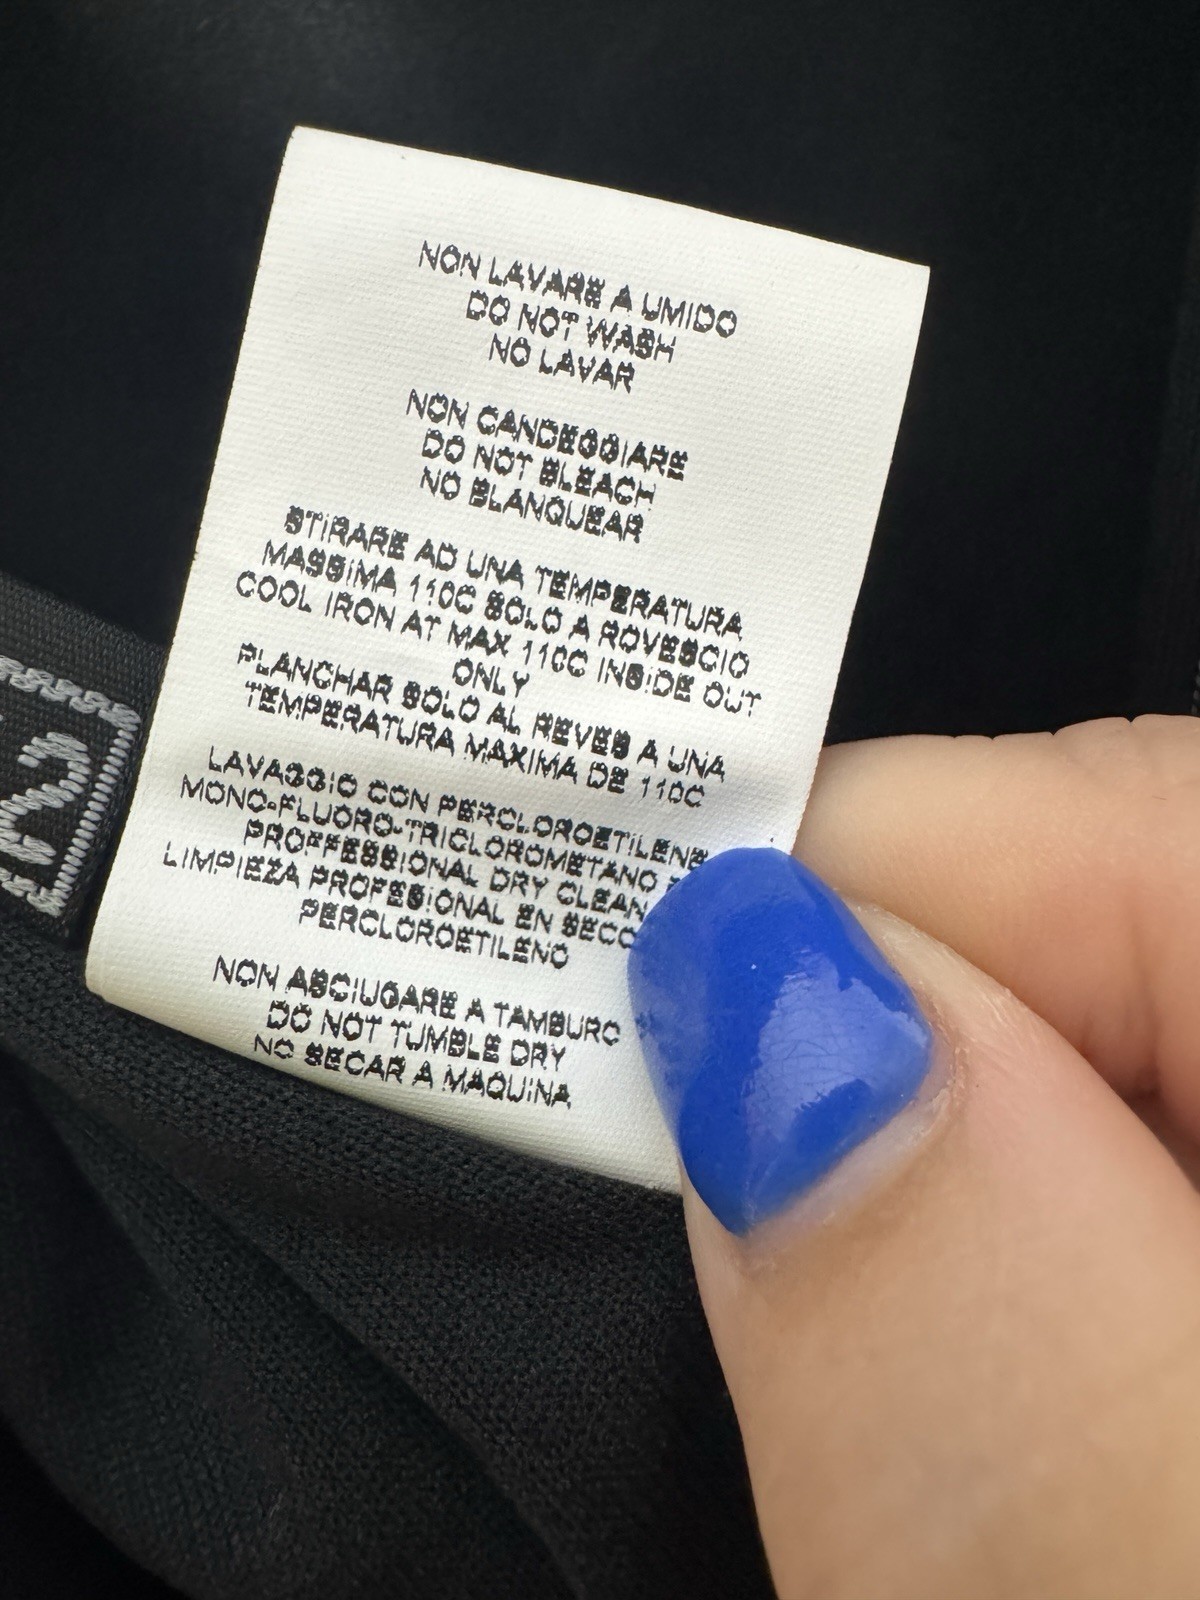 NON LAVARE A UMIDO
DO NOT WASH
NO LAVAR
NON CANDEGGIARE
DO NOT BLEACH
NO BLANQUEAR
STIRARE AD UNA TEMPERATURA
MASSIMA 110C SOLO A ROVESCIO
COOL IRON AT MAX 110C INSIDE OUT
ONLY
PLANCHAR SOLO AL REVES A UNA
TEMPERATURA MAXIMA DE 110C
LAVAGGIO CON PERCLOROETILENE
MONO-FLUORO-TRICLOROMETANO
PROFFESSIONAL DRY CLEAN
LIMPIEZA PROFESIONAL EN SECO
PERCLOROETILENO
NON ASCIUGARE A TAMBURO
DO NOT TUMBLE DRY
NO SECAR A MAQUINA